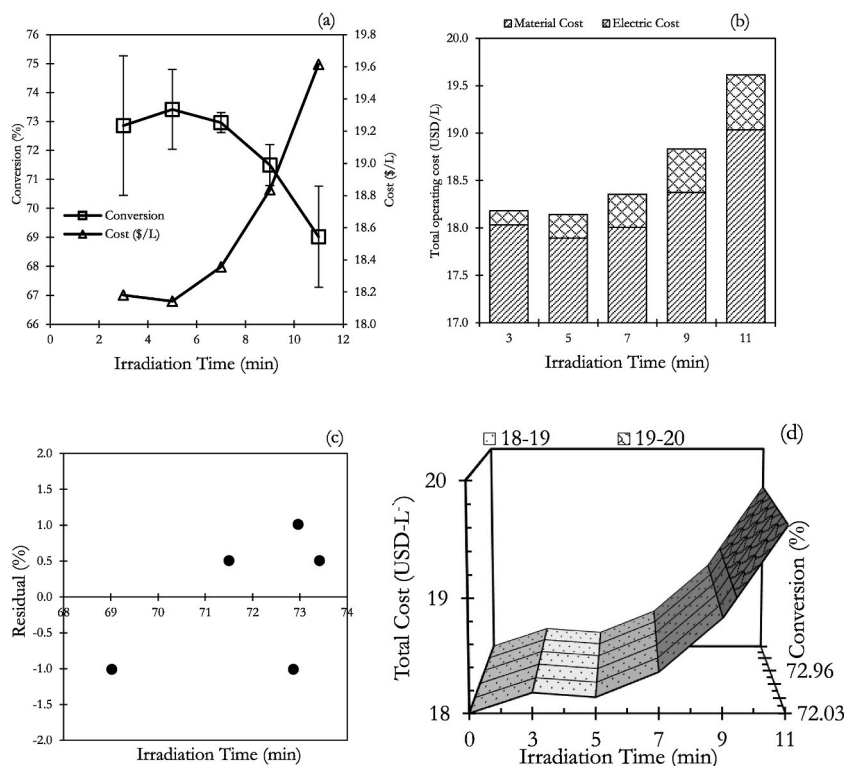 (a)
76
75
74
73
72
71
70
69
68
67
66
Conversion (%)
19.8
19.6
19.4
19.2
19.0
18.8
18.6
18.4
18.2
18.0
Cost ($/L)
Conversion
Cost ($/L)
0 2 4 6 8 10 12
Irradiation Time (min)
Material Cost Electric Cost
(b)
20.0
19.5
19.0
18.5
18.0
17.5
17.0
Total operating cost (USD/L)
3 5 7 9 11
Irradiation Time (min)
(c)
2.0
1.5
1.0
0.5
0.0
-0.5
-1.0
-1.5
-2.0
Residual (%)
68 69 70 71 72 73 74
Irradiation Time (min)
18-19 19-20
(d)
20
19
18
Total Cost (USD-L-)
Conversion (%)
72.96
72.03
0 3 5 7 9 11
Irradiation Time (min)